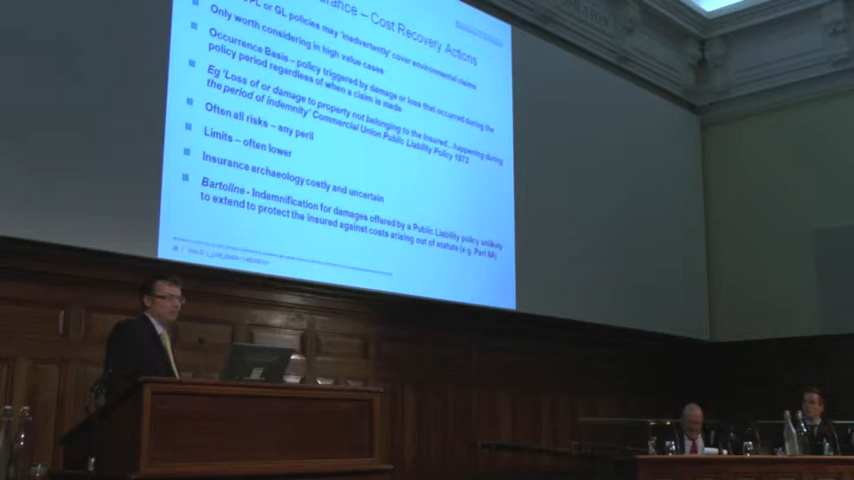 urance – Cost Recovery Actions
PL or GL policies may 'inadvertently' cover environmental claims
Only worth considering in high value cases
Occurrence Basis – policy triggered by damage or loss that occurred during the
policy period regardless of when a claim is made
Eg 'Loss of or damage to property not belonging to the insured...happening during
the period of indemnity' Commercial Union Public Liability Policy 1973
Often all risks – any peril
Limits – often lower
Insurance archaeology costly and uncertain
Bartoline - Indemnification for damages offered by a Public Liability policy unlikely
to extend to protect the insured against costs arising out of statute (e.g. Part IIA)